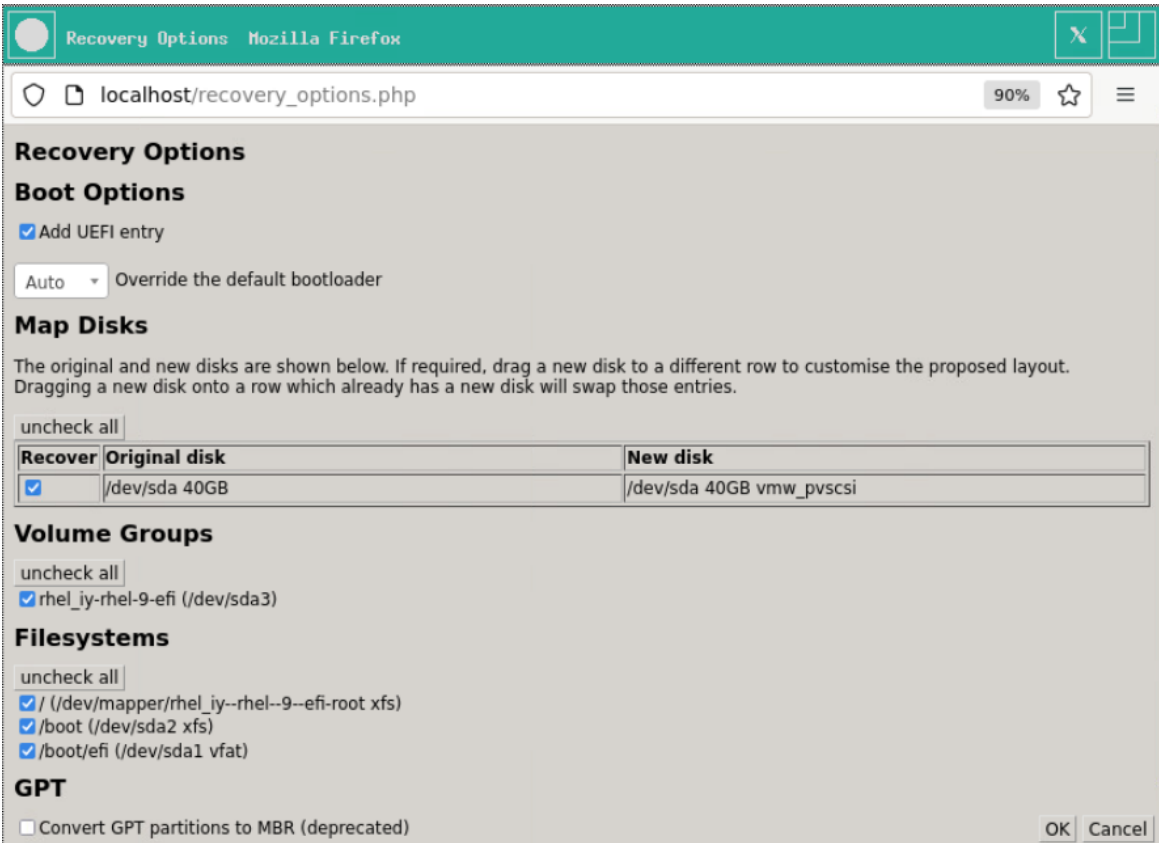 Recovery Options Mozilla Firefox
X
localhost/recovery_options.php
90%
Recovery Options
Boot Options
Add UEFI entry
Auto Override the default bootloader
Map Disks
The original and new disks are shown below. If required, drag a new disk to a different row to customise the proposed layout.
Dragging a new disk onto a row which already has a new disk will swap those entries.
uncheck all
Recover Original disk New disk
/dev/sda 40GB /dev/sda 40GB vmw_pvscsi
Volume Groups
uncheck all
rhel_iy-rhel-9-efi (/dev/sda3)
Filesystems
uncheck all
/ (/dev/mapper/rhel_iy--rhel--9--efi-root xfs)
/boot (/dev/sda2 xfs)
/boot/efi (/dev/sda1 vfat)
GPT
Convert GPT partitions to MBR (deprecated)
OK Cancel